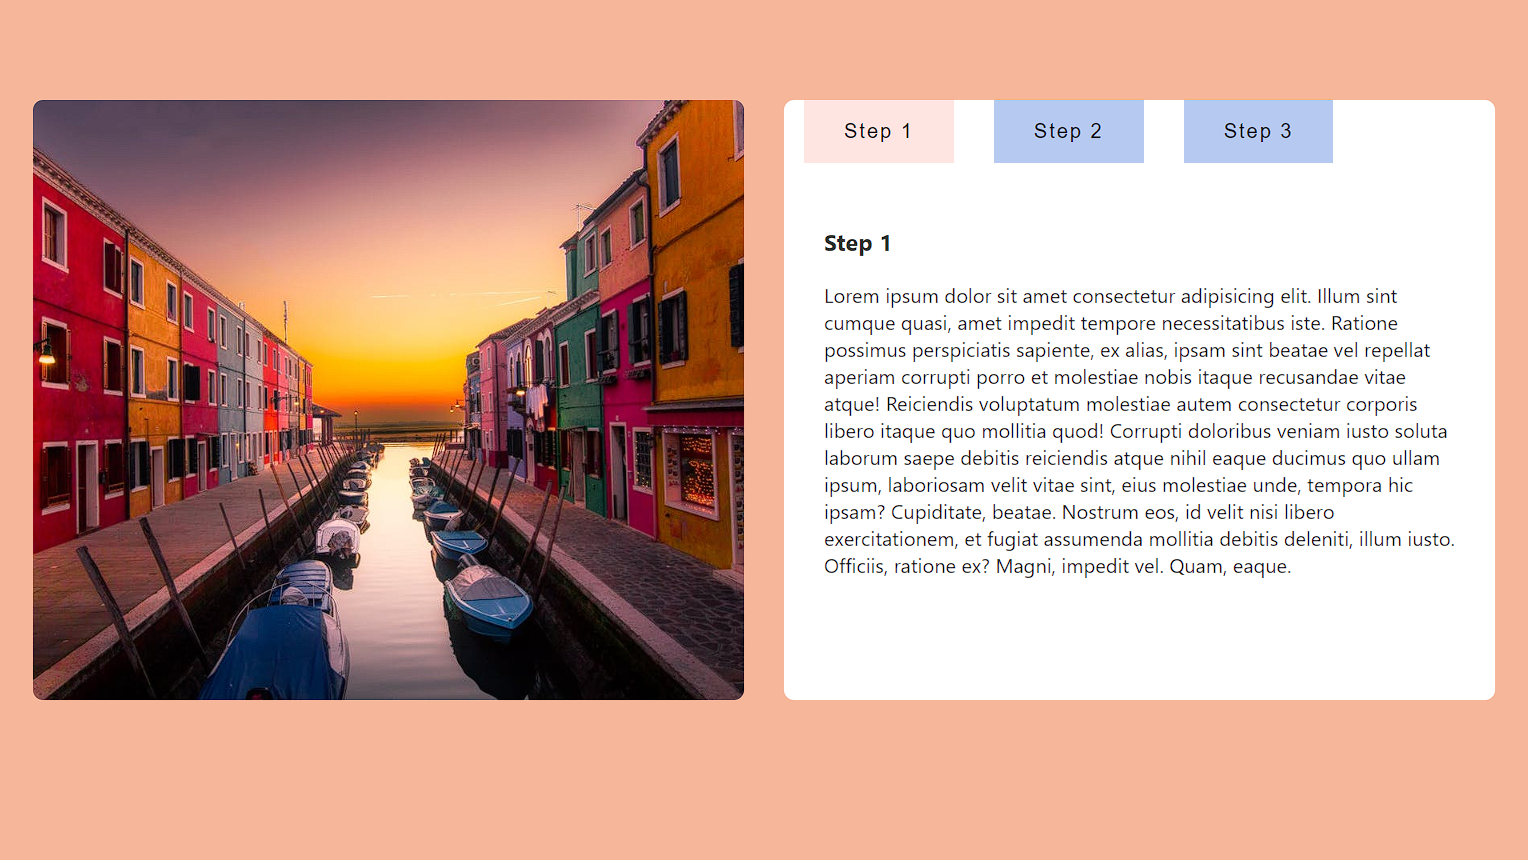 Step 1
Step 2
Step 3
Step 1
Lorem ipsum dolor sit amet consectetur adipisicing elit. Illum sint
cumque quasi, amet impedit tempore necessitatibus iste. Ratione
possimus perspiciatis sapiente, ex alias, ipsam sint beatae vel repellat
aperiam corrupti porro et molestiae nobis itaque recusandae vitae
atque! Reiciendis voluptatum molestiae autem consectetur corporis
libero itaque quo mollitia quod! Corrupti doloribus veniam iusto soluta
laborum saepe debitis reiciendis atque nihil eaque ducimus quo ullam
ipsum, laboriosam velit vitae sint, eius molestiae unde, tempora hic
ipsam? Cupiditate, beatae. Nostrum eos, id velit nisi libero
exercitationem, et fugiat assumenda mollitia debitis deleniti, illum iusto.
Officiis, ratione ex? Magni, impedit vel. Quam, eaque.